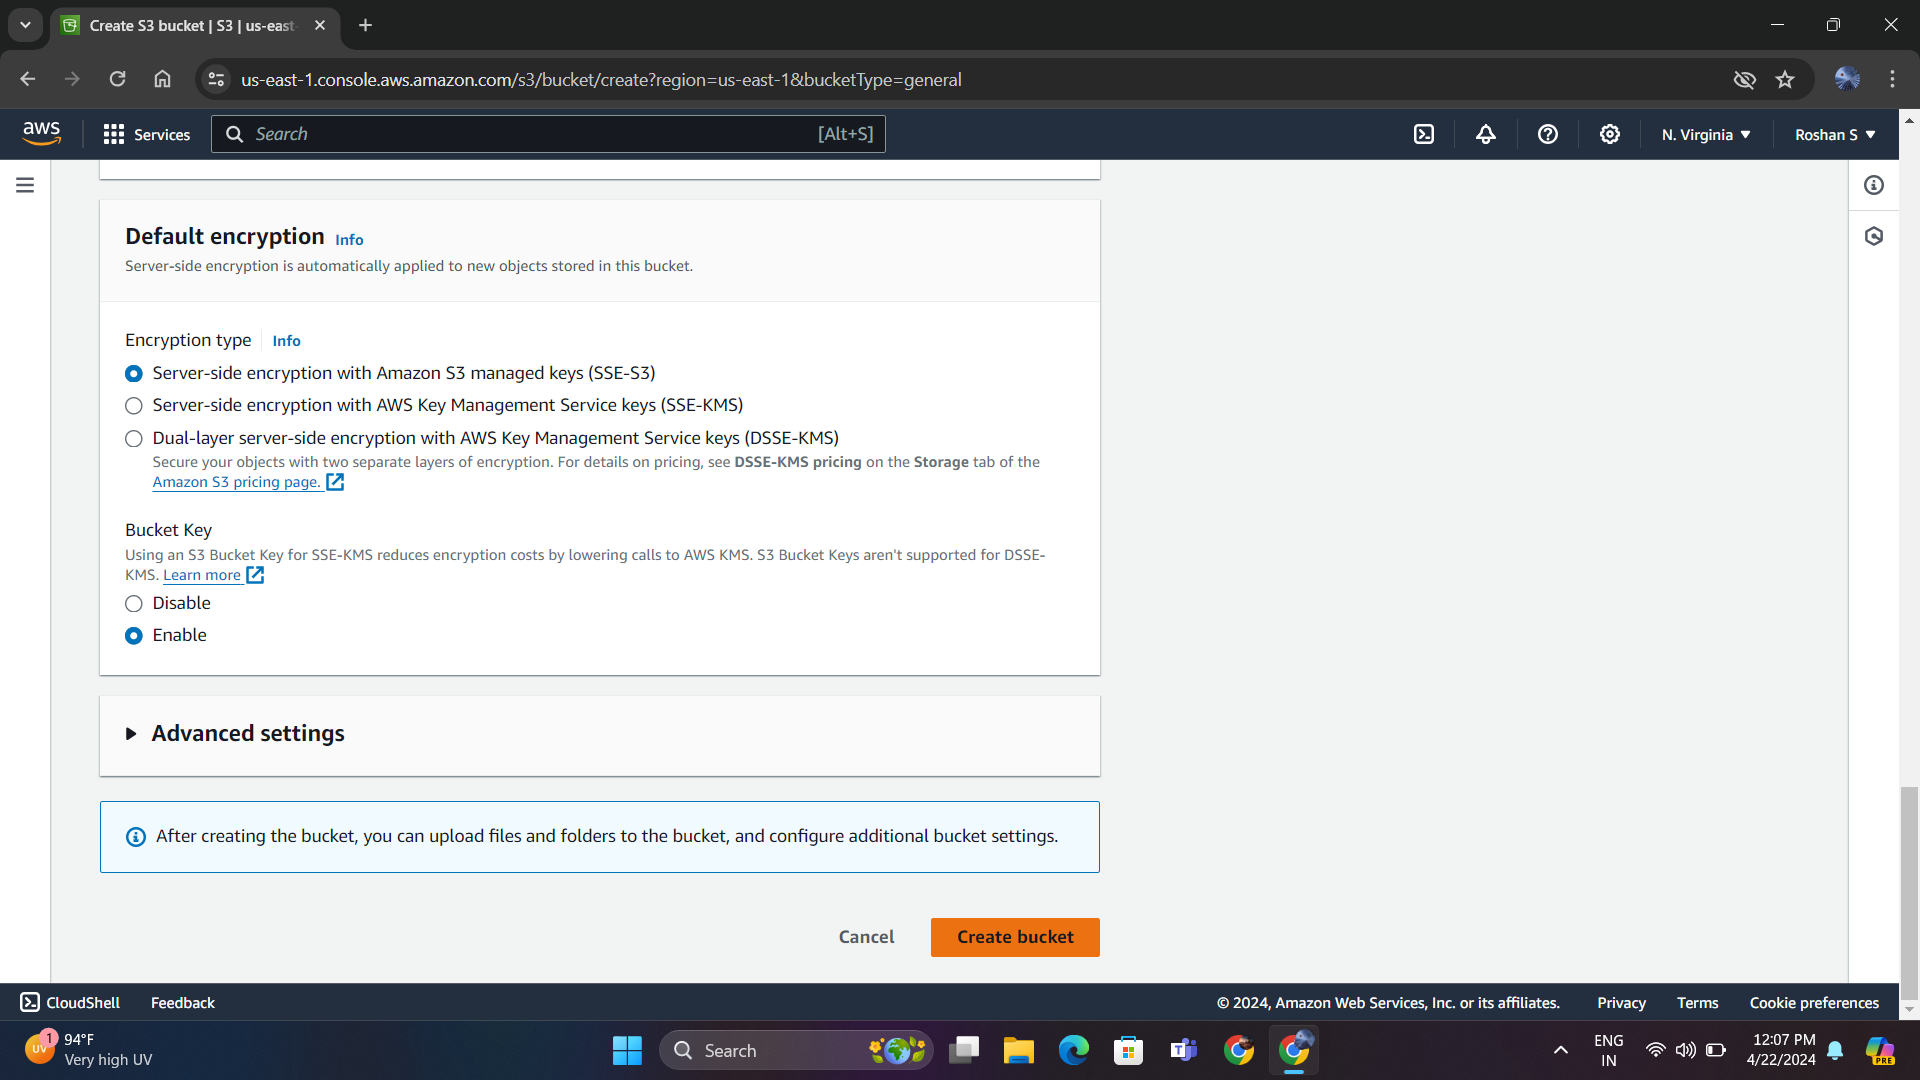 Create S3 bucket | S3 | us-east-
us-east-1.console.aws.amazon.com/s3/bucket/create?region=us-east-1&bucketType=general
aws
Services
Search
[Alt+S]
N. Virginia
Roshan S
Default encryption Info
Server-side encryption is automatically applied to new objects stored in this bucket.
Encryption type Info
Server-side encryption with Amazon S3 managed keys (SSE-S3)
Server-side encryption with AWS Key Management Service keys (SSE-KMS)
Dual-layer server-side encryption with AWS Key Management Service keys (DSSE-KMS)
Secure your objects with two separate layers of encryption. For details on pricing, see DSSE-KMS pricing on the Storage tab of the
Amazon S3 pricing page.
Bucket Key
Using an S3 Bucket Key for SSE-KMS reduces encryption costs by lowering calls to AWS KMS. S3 Bucket Keys aren't supported for DSSE-
KMS. Learn more
Disable
Enable
Advanced settings
After creating the bucket, you can upload files and folders to the bucket, and configure additional bucket settings.
Cancel
Create bucket
CloudShell
Feedback
© 2024, Amazon Web Services, Inc. or its affiliates.
Privacy
Terms
Cookie preferences
UV
1
94°F
Very high UV
Search
ENG
IN
12:07 PM
4/22/2024
PRE